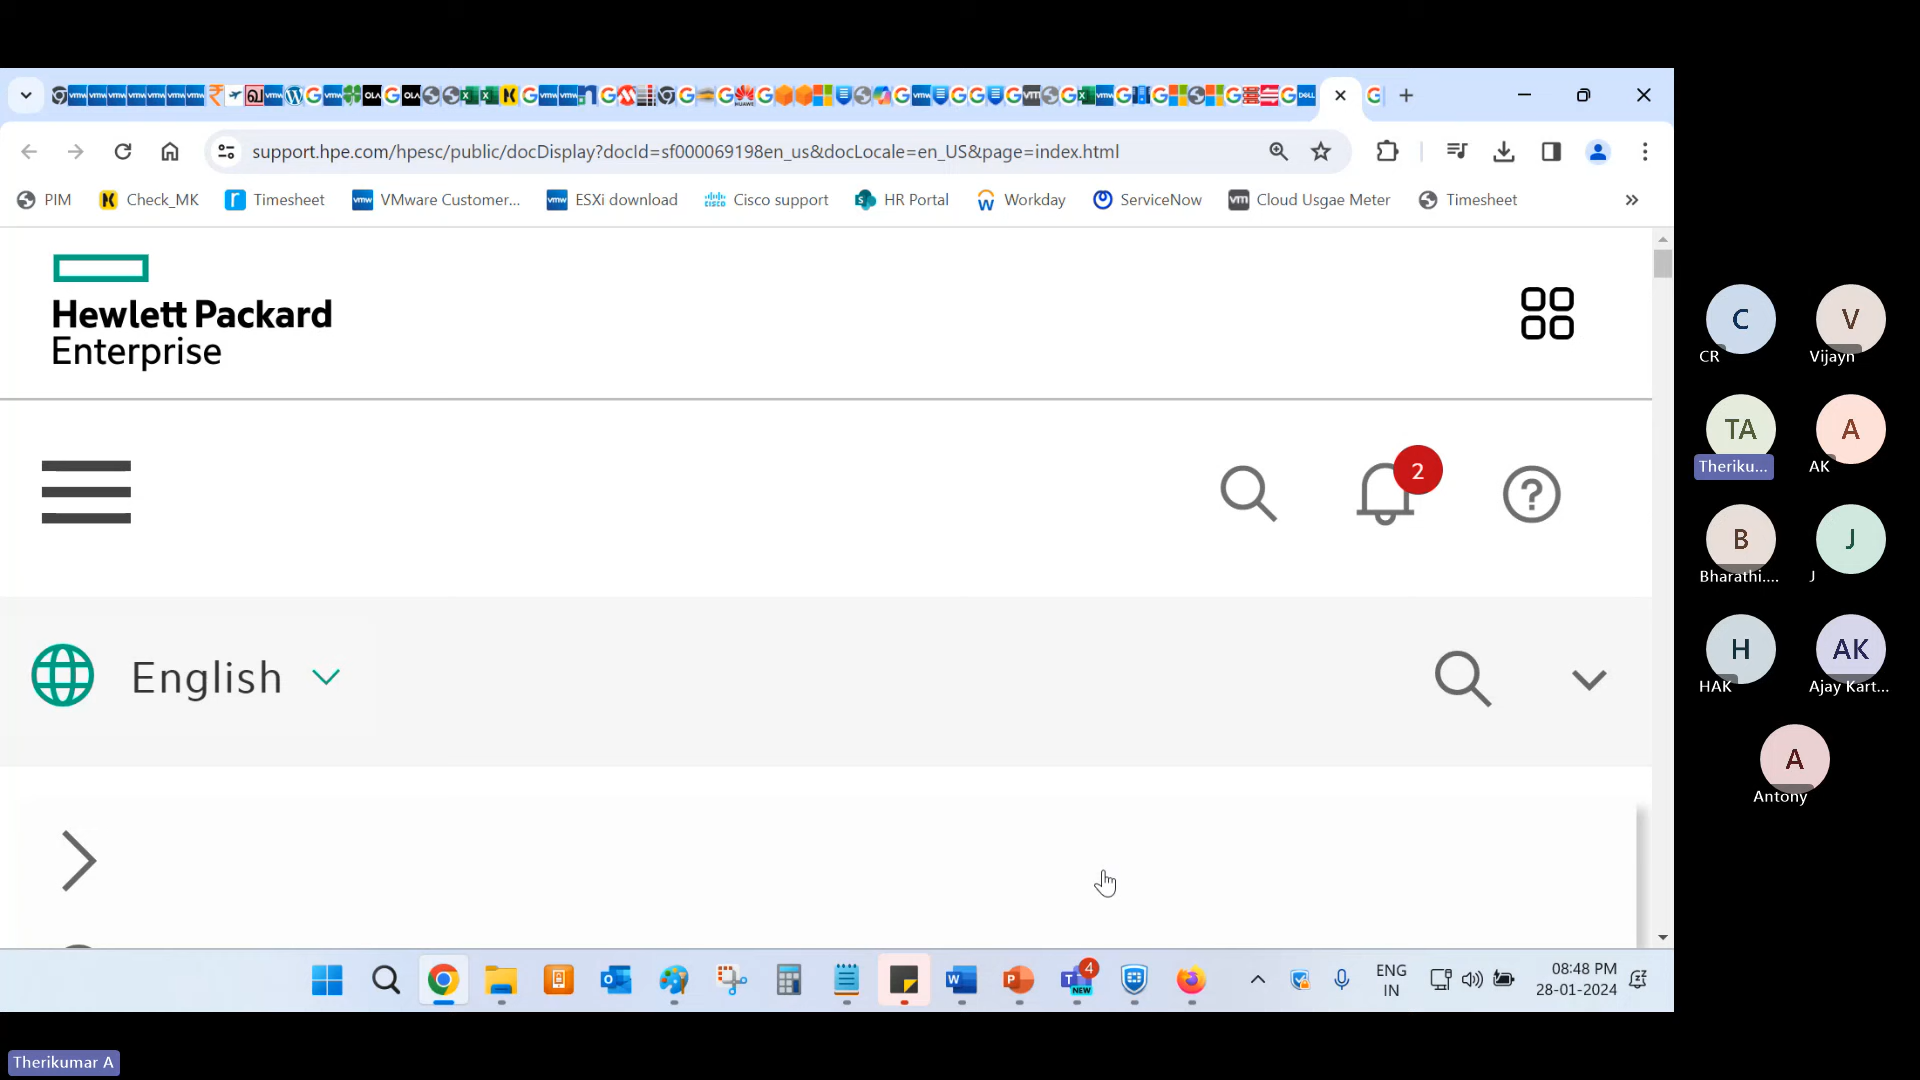 support.hpe.com/hpesc/public/docDisplay?docId=sf000069198en_us&docLocale=en_US&page=index.html
PIM Check_MK Timesheet VMware Customer... ESXi download Cisco support HR Portal Workday ServiceNow Cloud Usgae Meter Timesheet
Hewlett Packard
Enterprise
2
English
C V
CR Vijayn
TA A
Theriku... AK
B J
Bharathi.... J
H AK
HAK Ajay Kart...
A
Antony
4
NEW
ENG
IN
08:48 PM
28-01-2024
Therikumar A